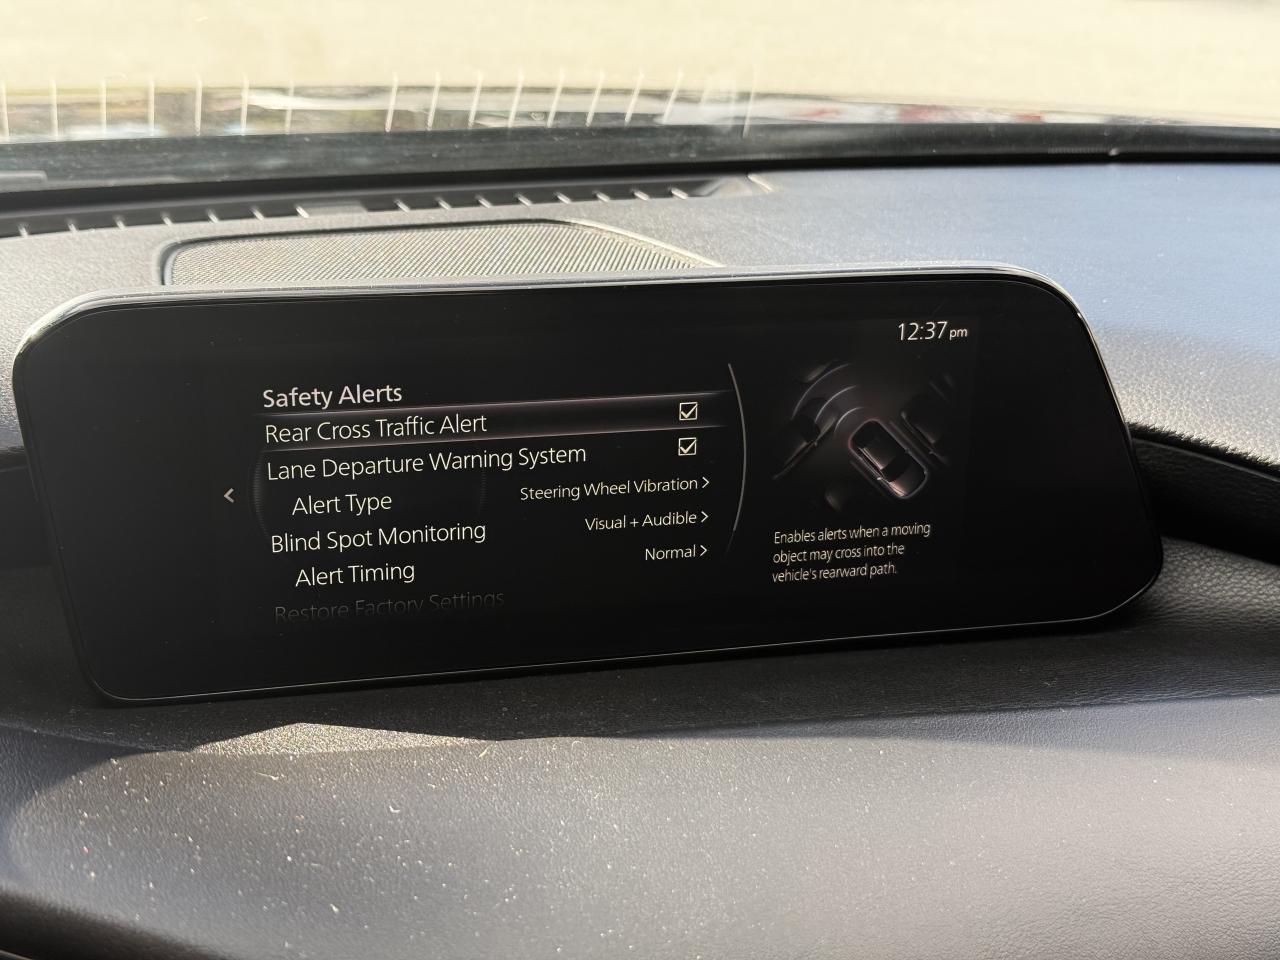 12:37 pm
Safety Alerts
Rear Cross Traffic Alert
Lane Departure Warning System
Alert Type Steering Wheel Vibration >
Blind Spot Monitoring Visual + Audible >
Alert Timing Normal >
Restore Factory Settings
<
Enables alerts when a moving
object may cross into the
vehicle's rearward path.